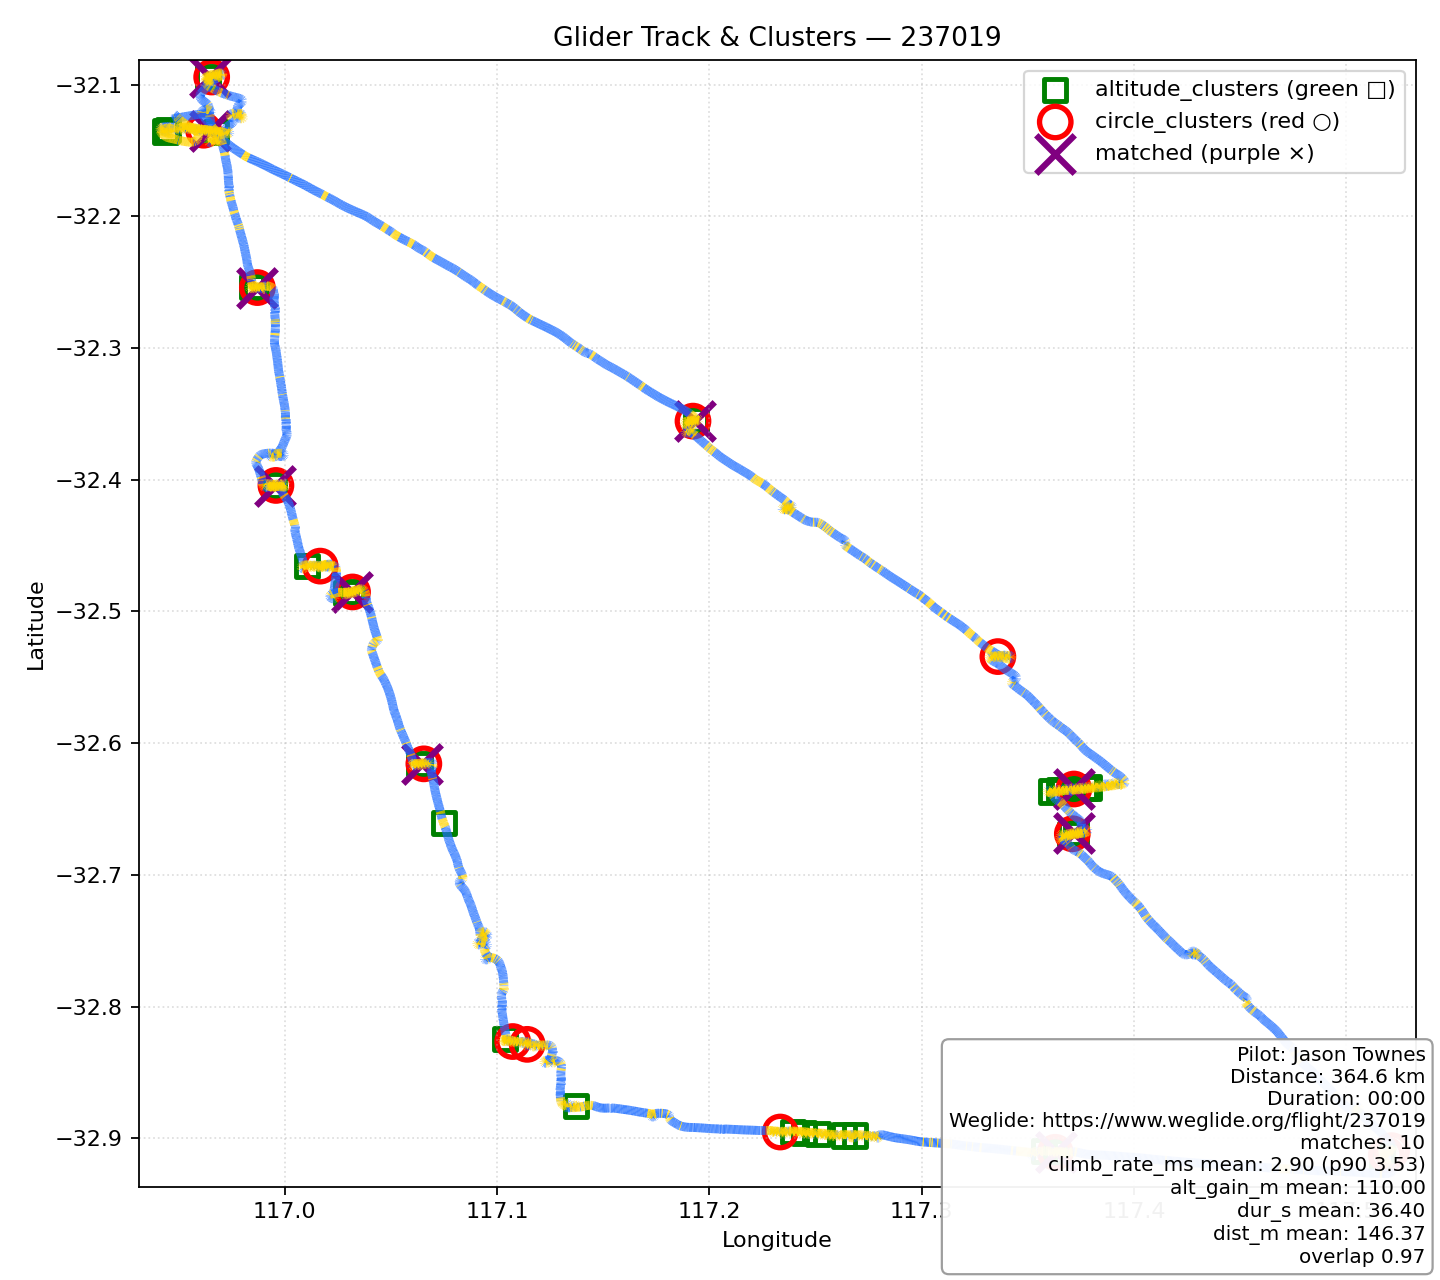 Glider Track & Clusters — 237019
altitude_clusters (green □)
circle_clusters (red ○)
matched (purple ×)
−32.1
−32.2
−32.3
−32.4
−32.5
−32.6
−32.7
−32.8
−32.9
Latitude
117.0
117.1
117.2
117.3
117.4
Longitude
Pilot: Jason Townes
Distance: 364.6 km
Duration: 00:00
Weglide: https://www.weglide.org/flight/237019
matches: 10
climb_rate_ms mean: 2.90 (p90 3.53)
alt_gain_m mean: 110.00
dur_s mean: 36.40
dist_m mean: 146.37
overlap 0.97